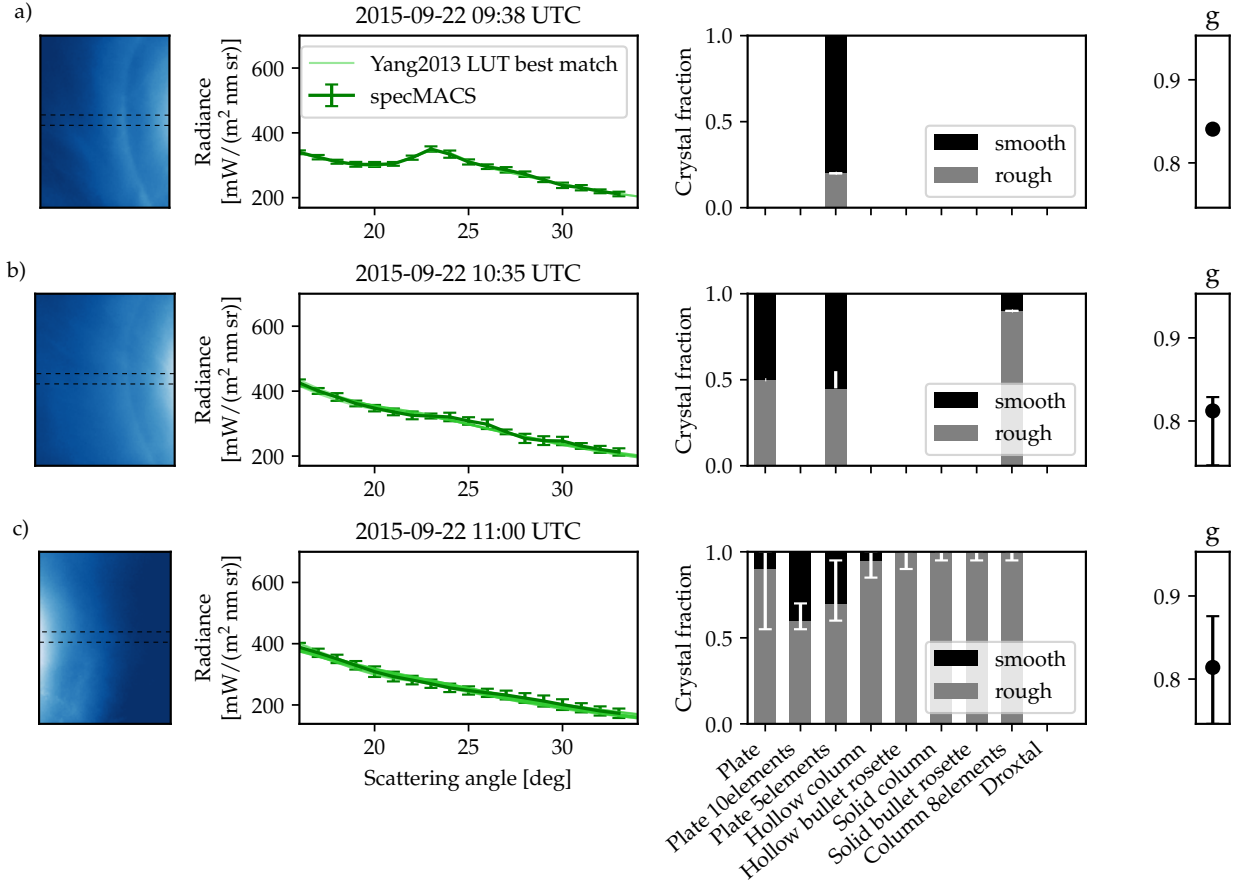 a)
2015-09-22 09:38 UTC
g
Radiance
[mW/(m² nm sr)]
600
400
200
20
25
30
Yang2013 LUT best match
specMACS
Crystal fraction
1.0
0.5
0.0
smooth
rough
0.9
0.8
b)
2015-09-22 10:35 UTC
g
Radiance
[mW/(m² nm sr)]
600
400
200
20
25
30
Crystal fraction
1.0
0.5
0.0
smooth
rough
0.9
0.8
c)
2015-09-22 11:00 UTC
g
Radiance
[mW/(m² nm sr)]
600
400
200
20
25
30
Scattering angle [deg]
Crystal fraction
1.0
0.5
0.0
smooth
rough
Plate
Plate 10elements
Plate 5elements
Hollow column
Hollow bullet rosette
Solid column
Solid bullet rosette
Column 8elements
Droxtal
0.9
0.8